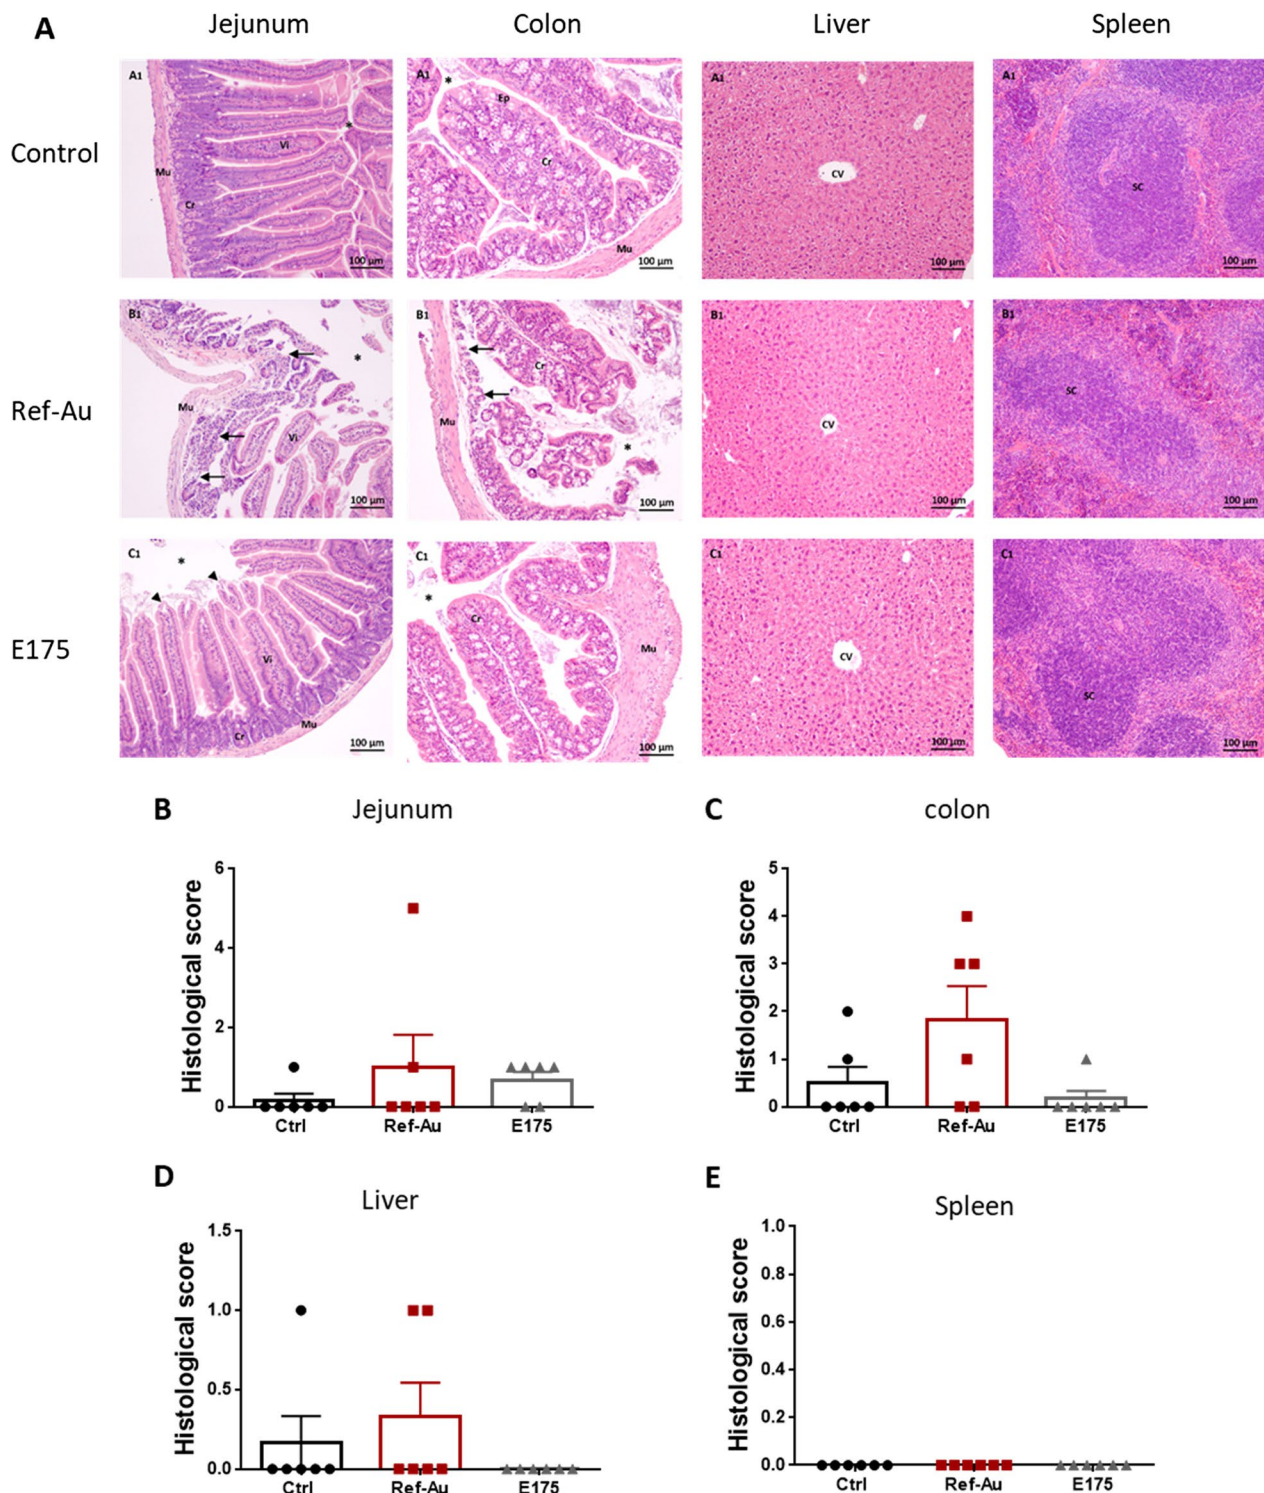 A
Jejunum
Colon
Liver
Spleen
Control
A1
Mu
Cr
Vi
*
100 µm
A1
*
Ep
Cr
Mu
100 µm
A1
CV
100 µm
A1
SC
100 µm
Ref-Au
B1
*
Mu
Vi
100 µm
B1
Cr
Mu
*
100 µm
B1
CV
100 µm
B1
SC
100 µm
E175
C1
*
Vi
Cr
Mu
100 µm
C1
*
Cr
Mu
100 µm
C1
CV
100 µm
C1
SC
100 µm
B
Jejunum
Histological score
6
4
2
0
Ctrl
Ref-Au
E175
C
colon
Histological score
5
4
3
2
1
0
Ctrl
Ref-Au
E175
D
Liver
Histological score
1.5
1.0
0.5
0.0
Ctrl
Ref-Au
E175
E
Spleen
Histological score
1.0
0.8
0.6
0.4
0.2
0.0
Ctrl
Ref-Au
E175